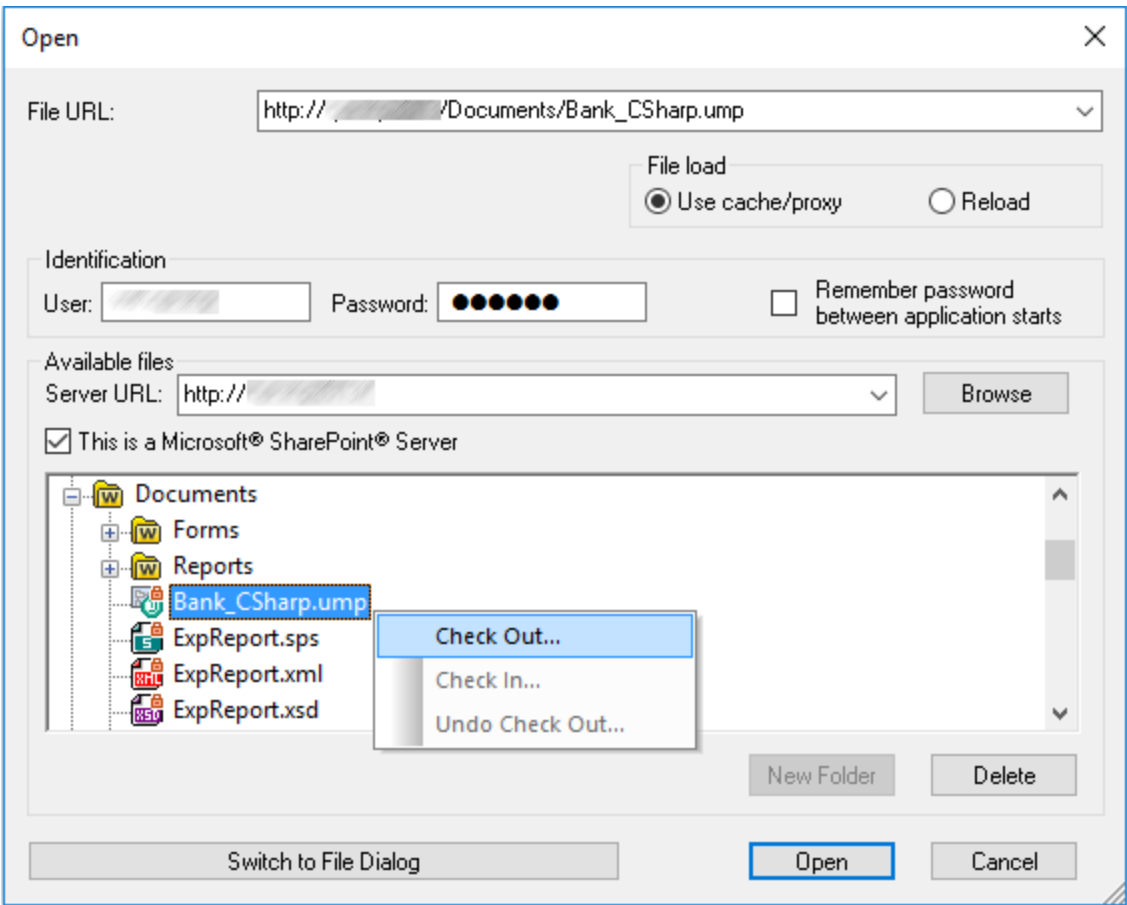 Open
File URL: http:// /Documents/Bank_CSharp.ump
File load
Use cache/proxy Reload
Identification
User: Password: Remember password
between application starts
Available files
Server URL: http:// Browse
This is a Microsoft® SharePoint® Server
Documents
Forms
Reports
Bank_CSharp.ump
ExpReport.sps
ExpReport.xml
ExpReport.xsd
Check Out...
Check In...
Undo Check Out...
New Folder Delete
Switch to File Dialog Open Cancel